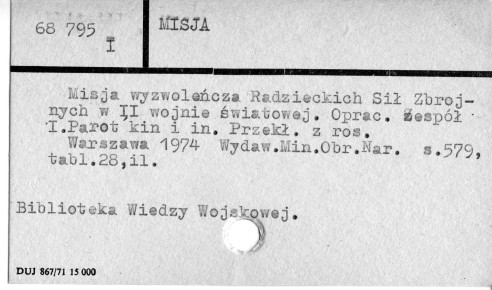 68 795
I
MISJA
Misja wyzwoleńcza Radzieckich Sił Zbroj-
nych w II wojnie światowej. Oprac. Zespół
I.Parot kin i in. Przekł. z ros.
Warszawa 1974 Wydaw.Min.Obr.Nar. s.579,
tabl.28,il.
Biblioteka Wiedzy Wojskowej.
DUJ 867/71 15 000